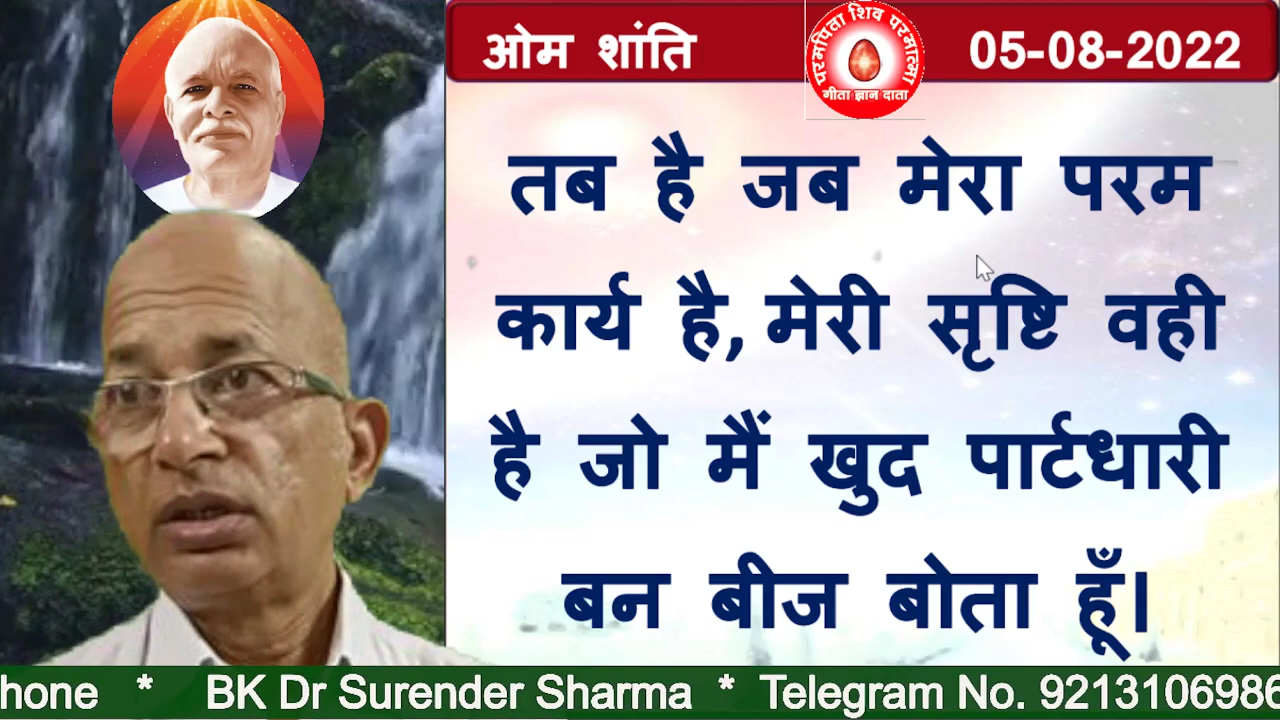 ओम शांति
परमपिता शिव परमात्मा
गीता ज्ञान दाता
05-08-2022
तब है जब मेरा परम
कार्य है, मेरी सृष्टि वही
है जो मैं खुद पार्टधारी
बन बीज बोता हूँ।
hone * BK Dr Surender Sharma * Telegram No. 9213106986